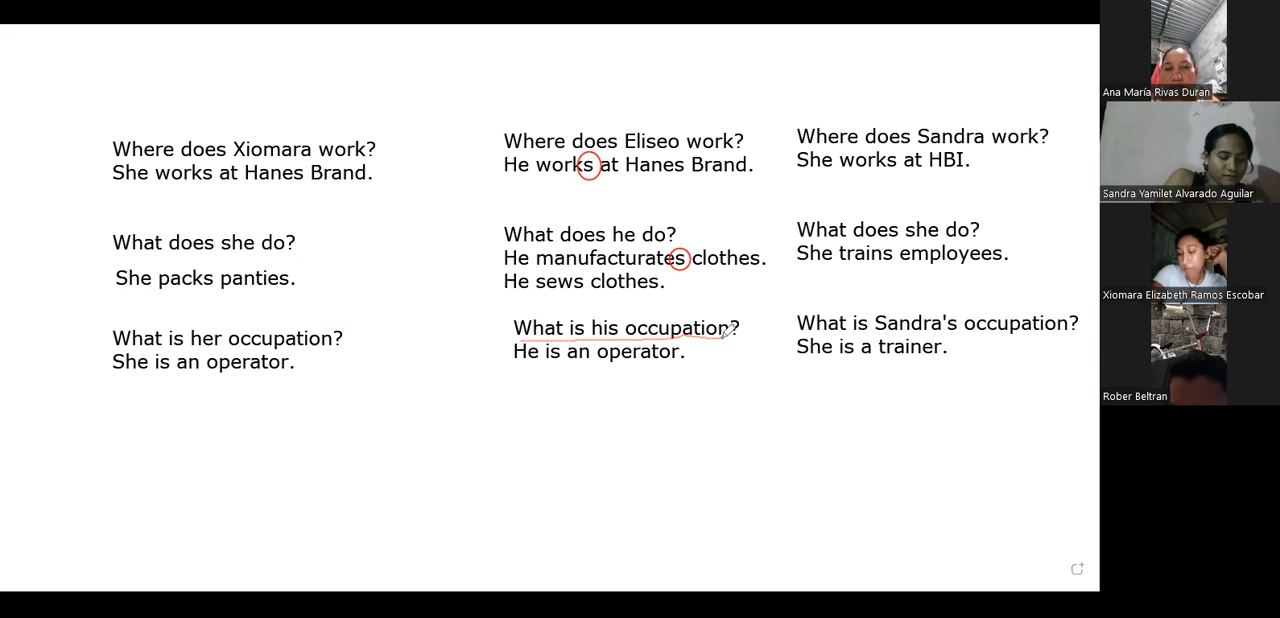 Where does Xiomara work?
She works at Hanes Brand.
What does she do?
She packs panties.
What is her occupation?
She is an operator.
Where does Eliseo work?
He works at Hanes Brand.
What does he do?
He manufacturates clothes.
He sews clothes.
What is his occupation?
He is an operator.
Where does Sandra work?
She works at HBI.
What does she do?
She trains employees.
What is Sandra's occupation?
She is a trainer.
Ana María Rivas Duran
Sandra Yamilet Alvarado Aguilar
Xiomara Elizabeth Ramos Escobar
Rober Beltran